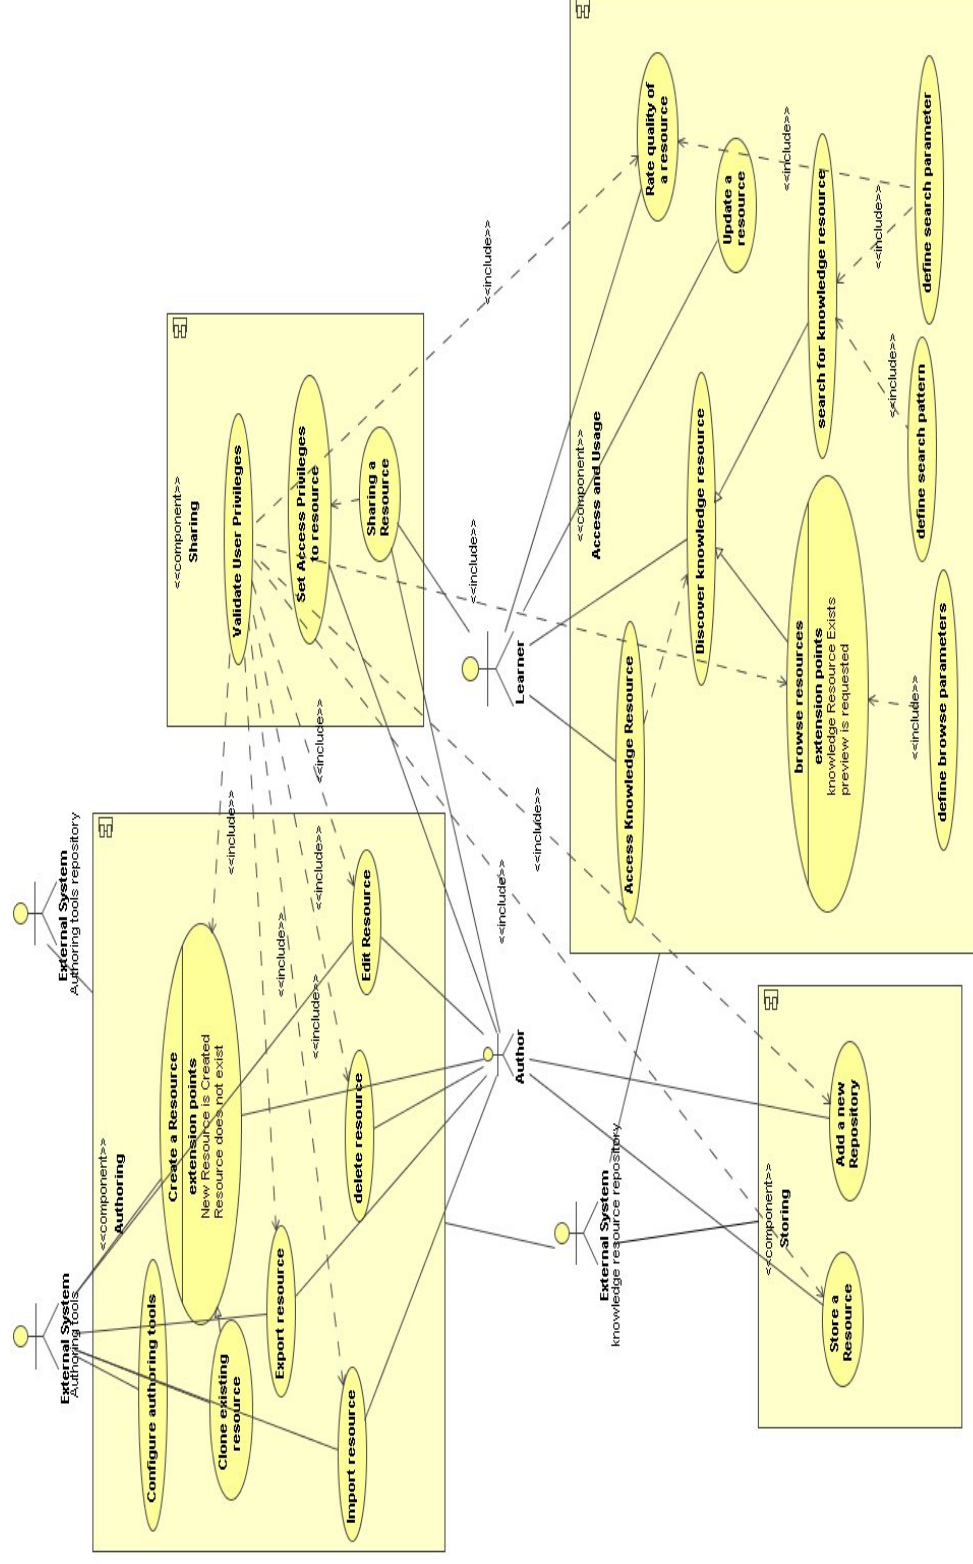 External System
Authoring tools
External System
Authoring tools repository
<<component>>
Authoring
Configure authoring tools
Create a Resource
extension points
New Resource is Created
Resource does not exist
Clone existing
resource
Export resource
Import resource
delete resource
Edit Resource
<<include>>
<<include>>
<<include>>
<<include>>
<<include>>
<<component>>
Sharing
Validate User Privileges
Set Access Privileges
to resource
Sharing a
Resource
<<include>>
<<include>>
<<include>>
<<include>>
Author
Learner
External System
knowledge resource repository
<<component>>
Storing
Store a
Resource
Add a new
Repository
<<component>>
Access and Usage
Access Knowledge Resource
Discover knowledge resource
Rate quality of
a resource
Update a
resource
browse resources
extension points
knowledge Resource Exists
preview is requested
search for knowledge resource
<<include>>
<<include>>
<<include>>
<<include>>
define browse parameters
define search pattern
define search parameter